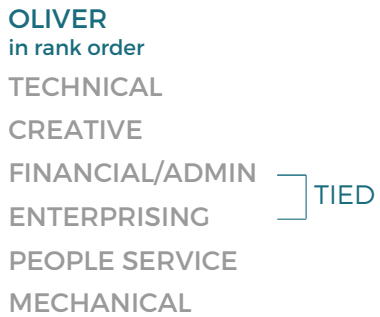 OLIVER
in rank order
TECHNICAL
CREATIVE
FINANCIAL/ADMIN
TIED
ENTERPRISING
PEOPLE SERVICE
MECHANICAL